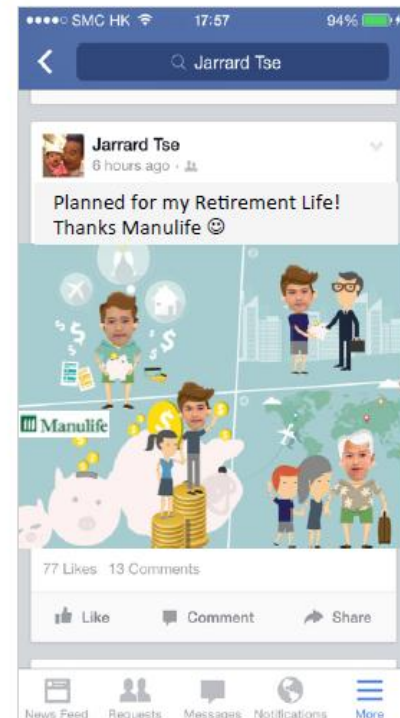 SMC HK 17:57 94%
Jarrard Tse
Jarrard Tse
6 hours ago
Planned for my Retirement Life!
Thanks Manulife ☺
$ $ $ $
Manulife
77 Likes 13 Comments
Like Comment Share
News Feed Requests Messages Notifications More